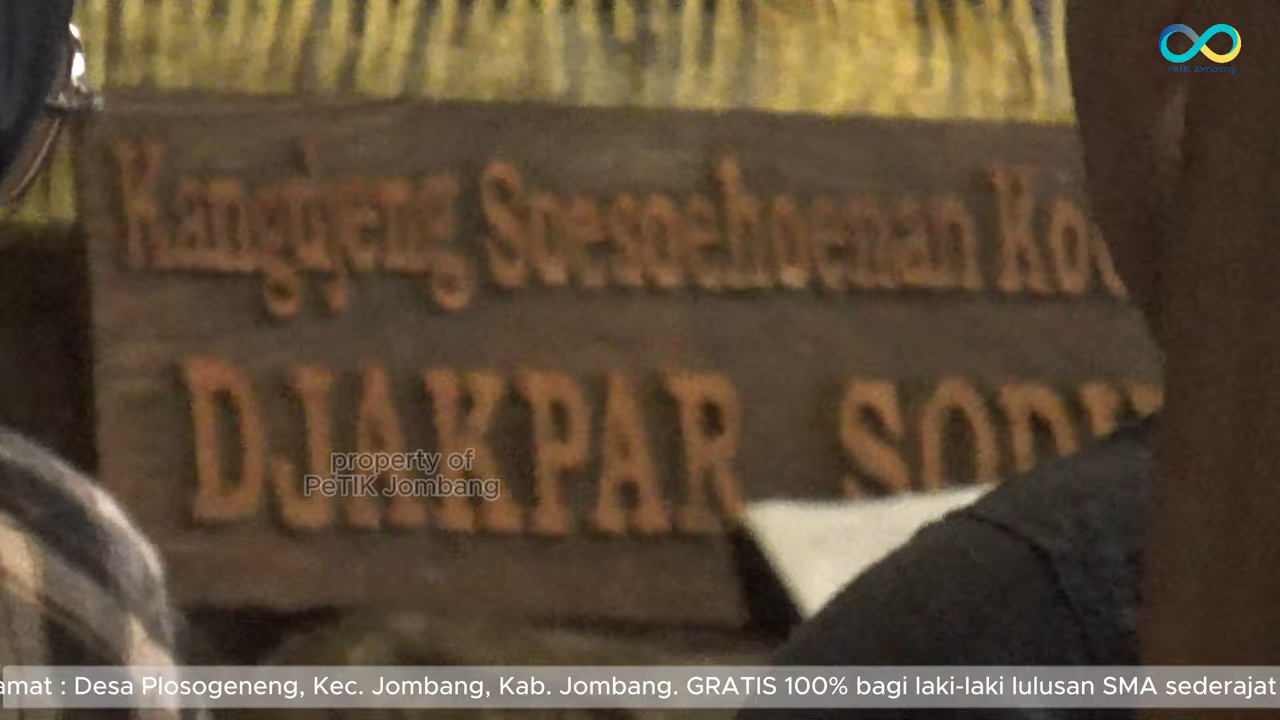 PeTIK Jombang
Kangdjeng Soesoehoenan
DJAKPAR
property of
PeTIK Jombang
amat : Desa Plosogeneng, Kec. Jombang, Kab. Jombang. GRATIS 100% bagi laki-laki lulusan SMA sederajat